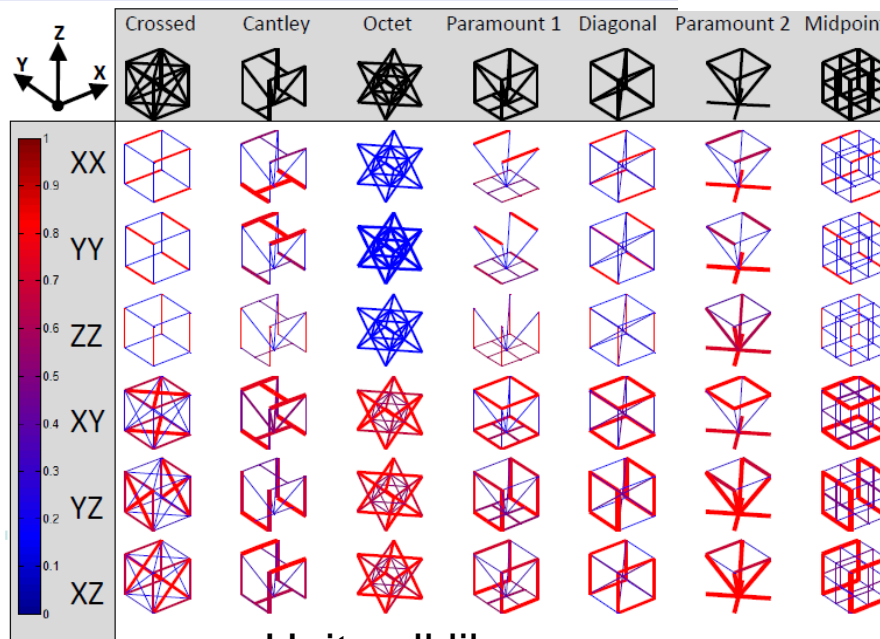 Crossed Cantley Octet Paramount 1 Diagonal Paramount 2 Midpoint
Z
Y
X
1
XX
0.9
0.8
YY
0.7
0.6
ZZ
0.5
0.4
XY
0.3
YZ
0.2
0.1
XZ
0